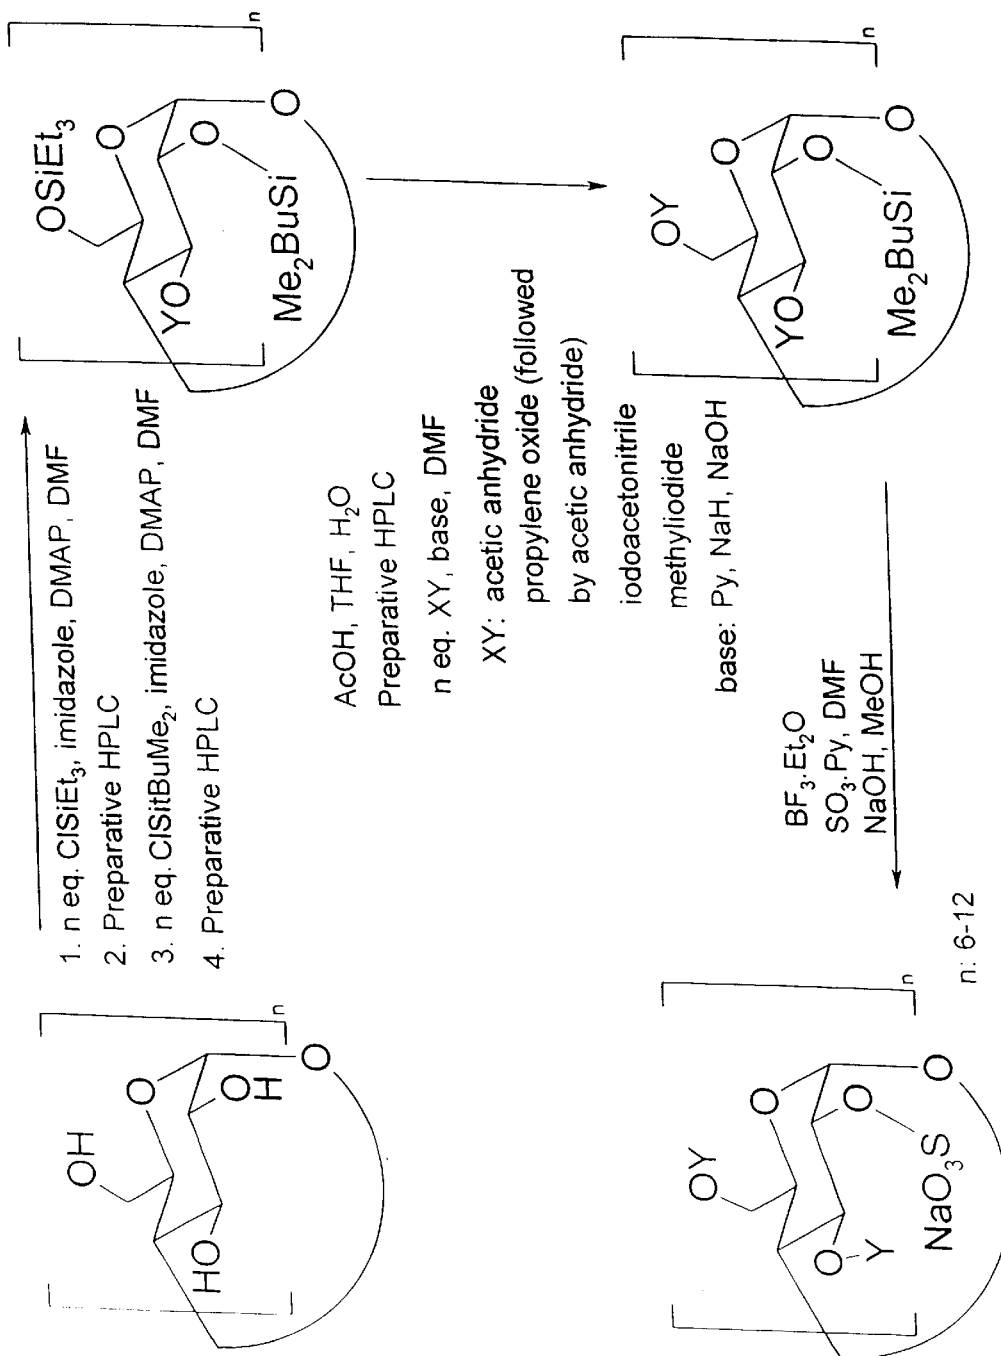 n
OH
O
HO
O
H
O
1. n eq. ClSiEt₃, imidazole, DMAP, DMF
2. Preparative HPLC
3. n eq. ClSitBuMe₂, imidazole, DMAP, DMF
4. Preparative HPLC
n
OSiEt₃
O
YO
O
O
Me₂BuSi
AcOH, THF, H₂O
Preparative HPLC
n eq. XY, base, DMF
XY: acetic anhydride
propylene oxide (followed
by acetic anhydride)
iodoacetonitrile
methyliodide
base: Py, NaH, NaOH
n
OY
O
YO
O
O
Me₂BuSi
BF₃.Et₂O
SO₃.Py, DMF
NaOH, MeOH
n
OY
O
O
Y
O
O
NaO₃S
n: 6-12